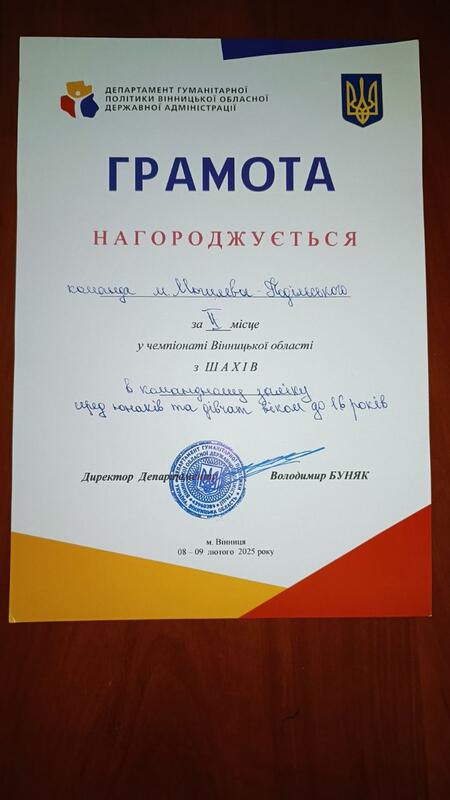 ДЕПАРТАМЕНТ ГУМАНІТАРНОЇ
ПОЛІТИКИ ВІННИЦЬКОЇ ОБЛАСНОЇ
ДЕРЖАВНОЇ АДМІНІСТРАЦІЇ
ГРАМОТА
НАГОРОДЖУЄТЬСЯ
команда м. Могилева-Подільського
за II місце
у чемпіонаті Вінницької області
з ШАХІВ
в командному заліку
серед юнаків та дівчат віком до 16 років
Директор Департаменту Володимир БУНЯК
м. Вінниця
08 – 09 лютого 2025 року